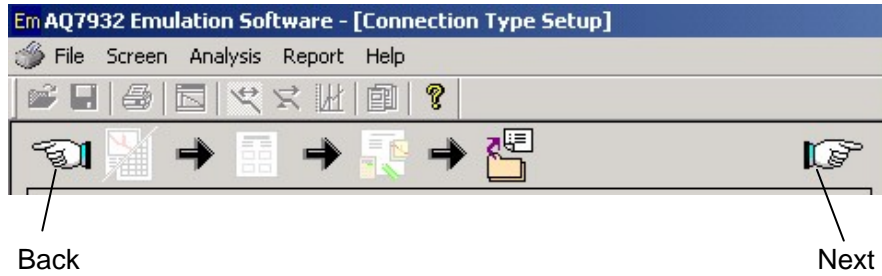 Em AQ7932 Emulation Software - [Connection Type Setup]
File Screen Analysis Report Help
?
Back Next